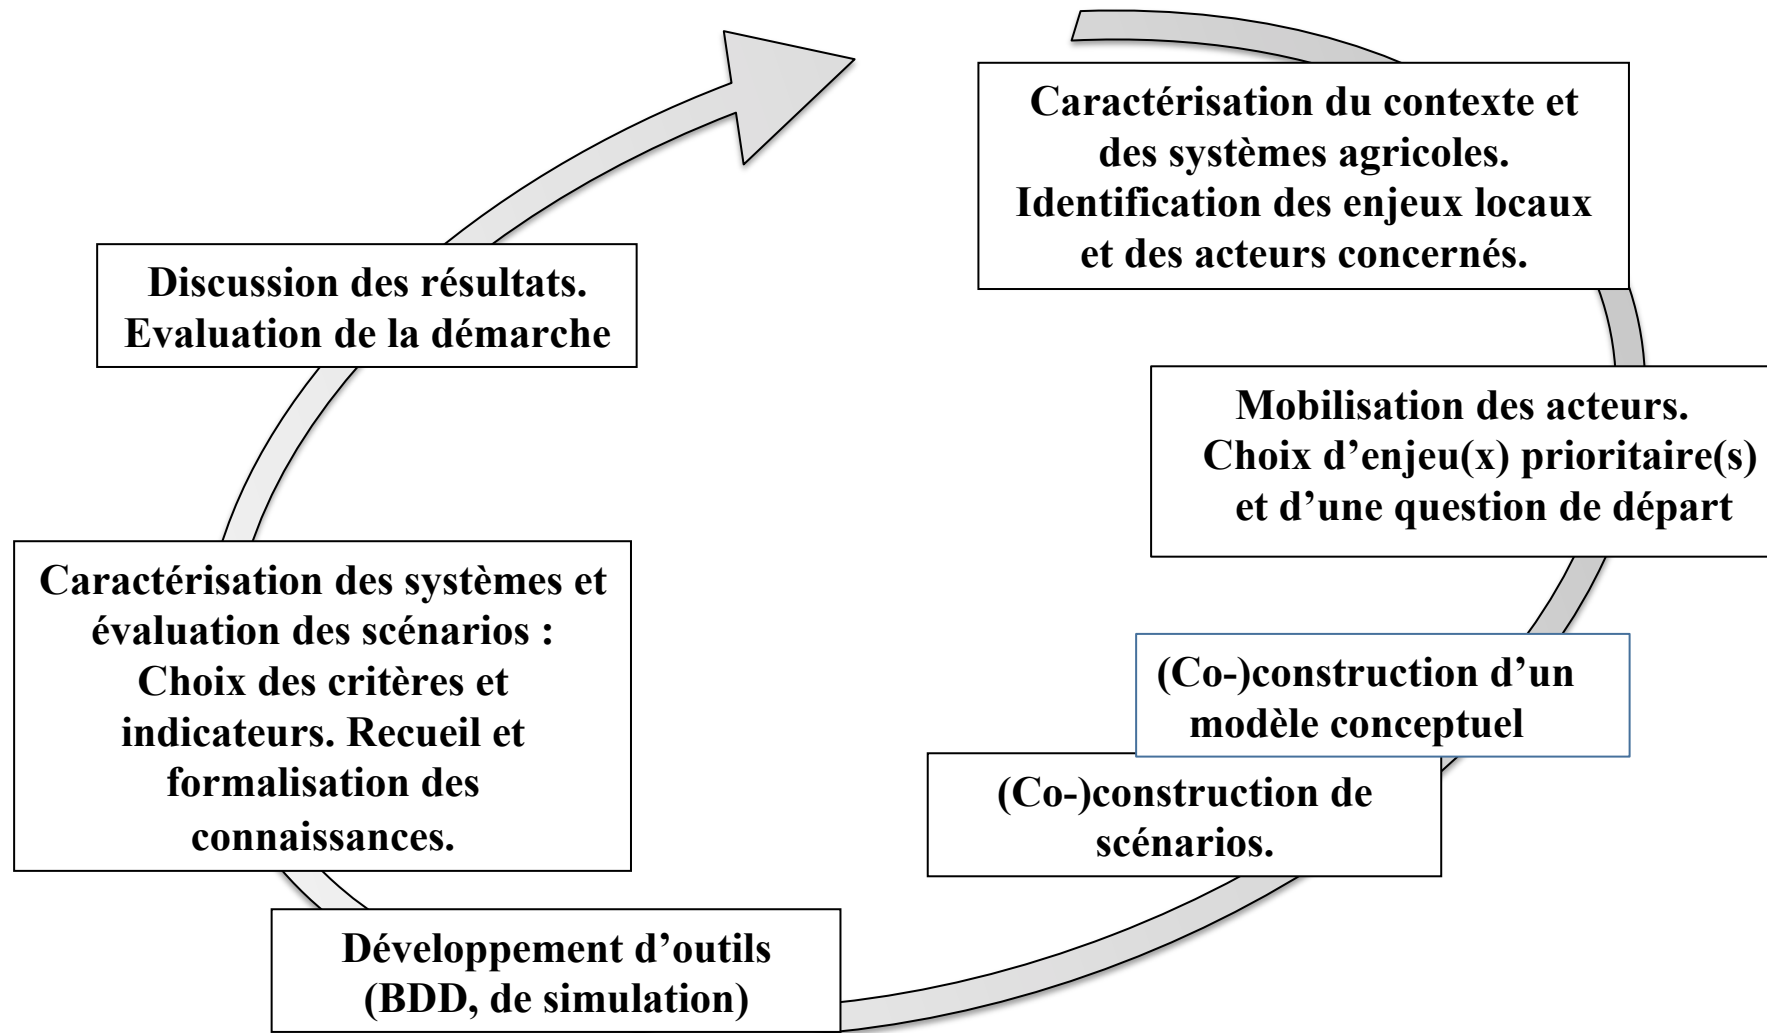 Caractérisation du contexte et
des systèmes agricoles.
Identification des enjeux locaux
et des acteurs concernés.
Mobilisation des acteurs.
Choix d’enjeu(x) prioritaire(s)
et d’une question de départ
(Co-)construction d’un
modèle conceptuel
(Co-)construction de
scénarios.
Développement d’outils
(BDD, de simulation)
Caractérisation des systèmes et
évaluation des scénarios :
Choix des critères et
indicateurs. Recueil et
formalisation des
connaissances.
Discussion des résultats.
Evaluation de la démarche